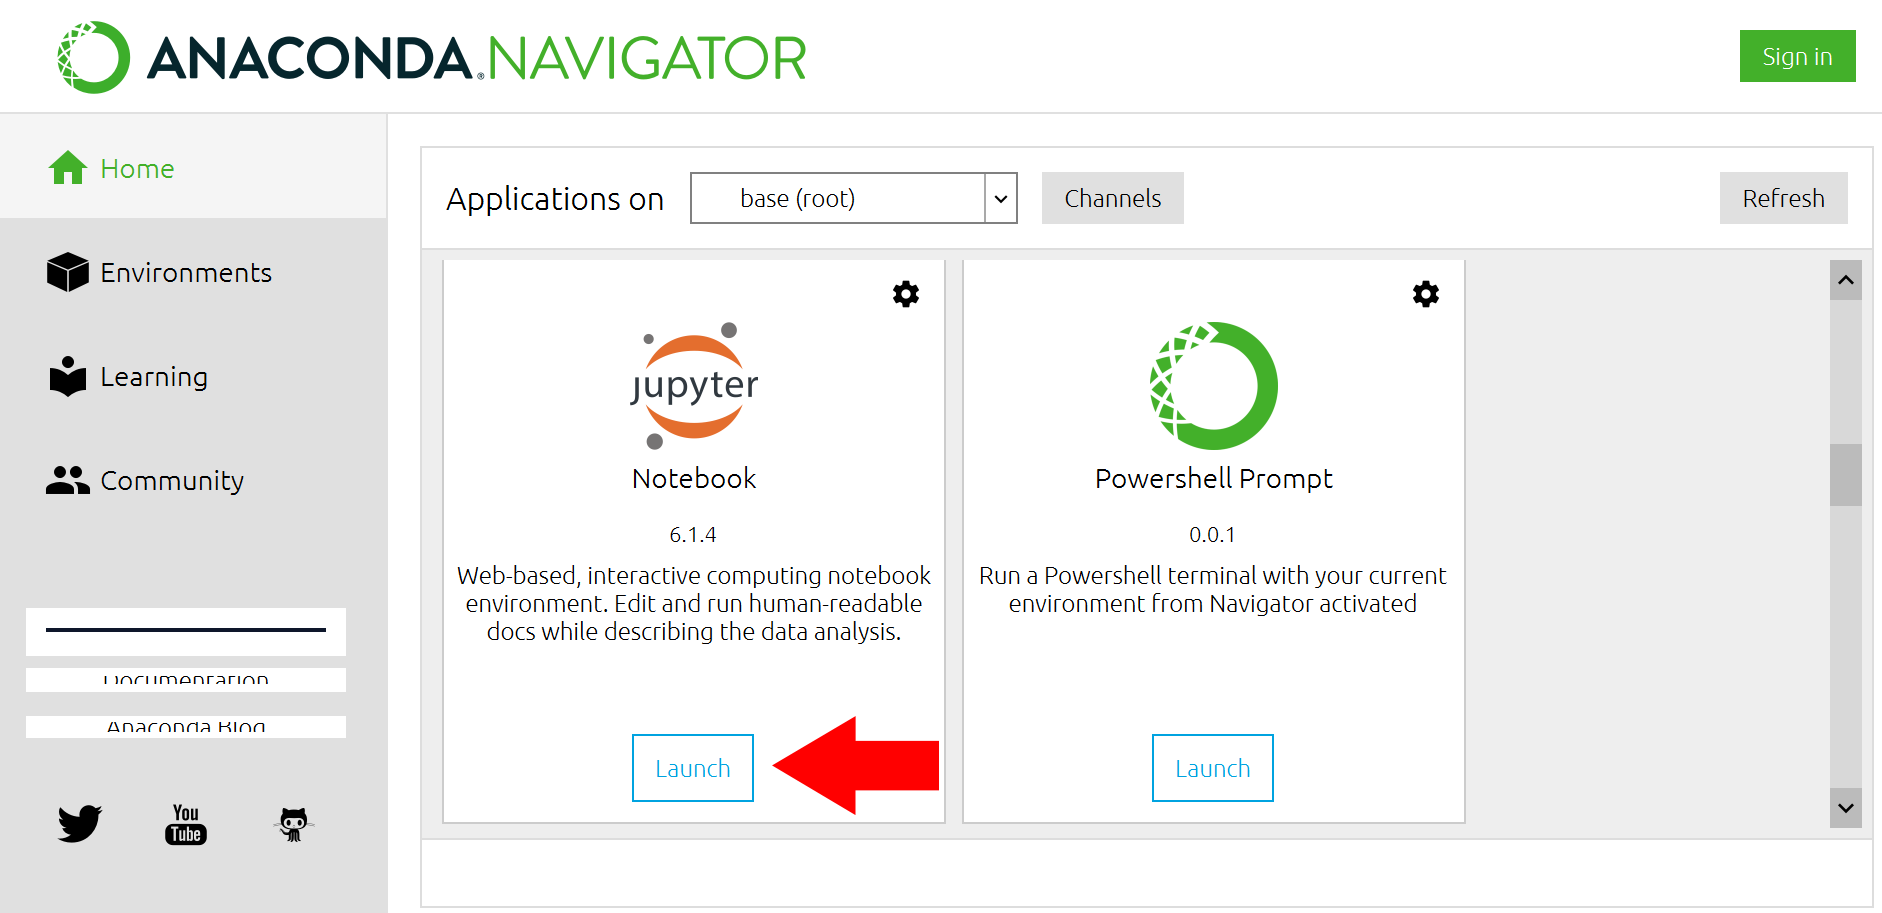 ANACONDA.NAVIGATOR
Sign in
Home
Environments
Learning
Community
Documentation
Anaconda Blog
You
Tube
Applications on
base (root)
Channels
Refresh
jupyter
Notebook
6.1.4
Web-based, interactive computing notebook
environment. Edit and run human-readable
docs while describing the data analysis.
Launch
Powershell Prompt
0.0.1
Run a Powershell terminal with your current
environment from Navigator activated
Launch